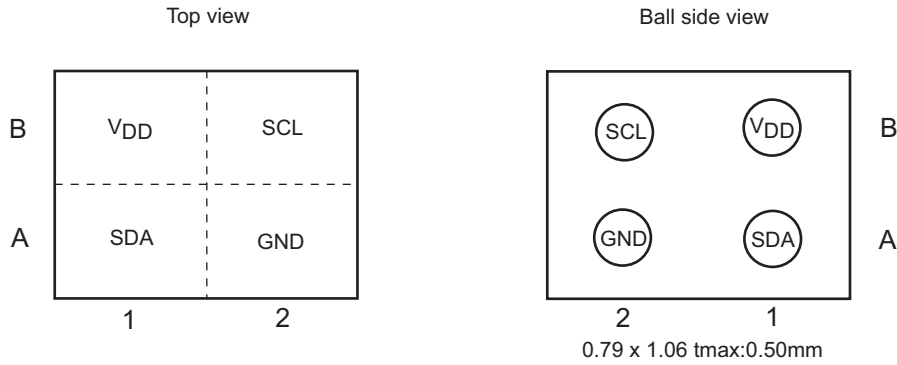 Top view
B
VDD
SCL
A
SDA
GND
1
2
Ball side view
SCL
VDD
B
GND
SDA
A
2
1
0.79 x 1.06 tmax:0.50mm